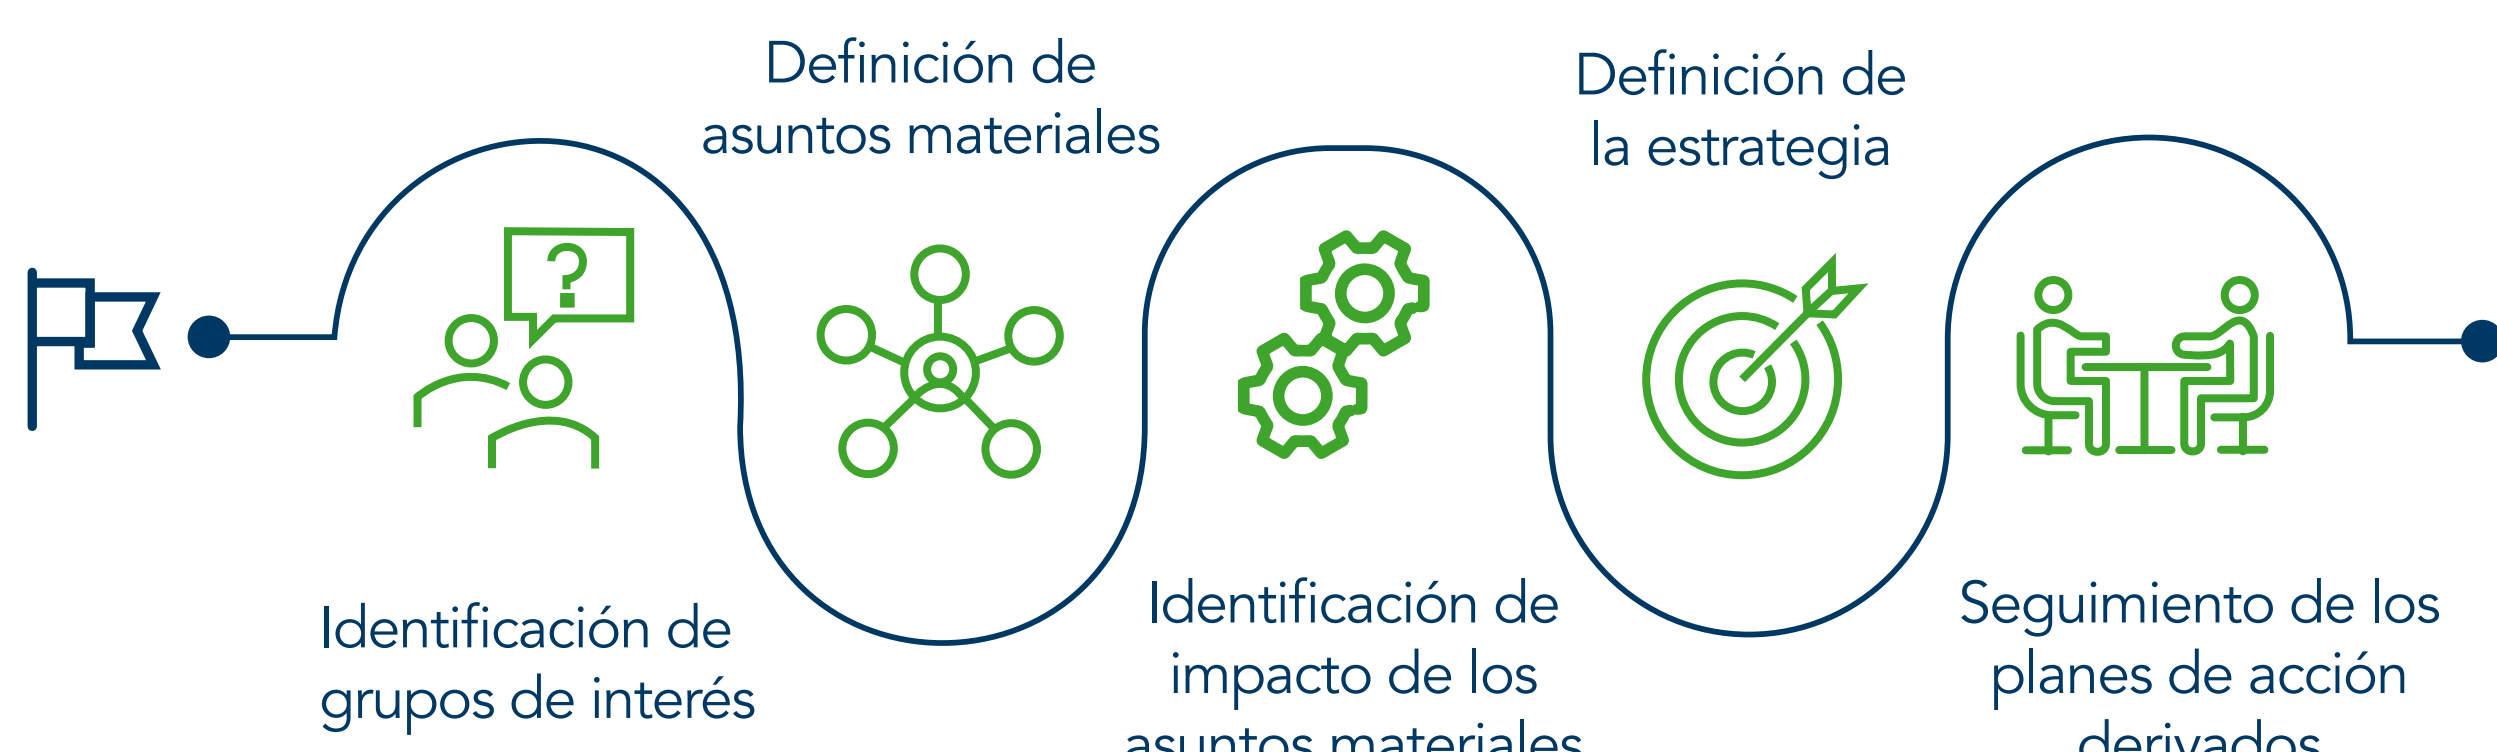 Identificación de
grupos de interés
Definición de
asuntos materiales
Identificación de
impacto de los
asuntos materiales
Definición de
la estrategia
Seguimiento de los
planes de acción
derivados
?